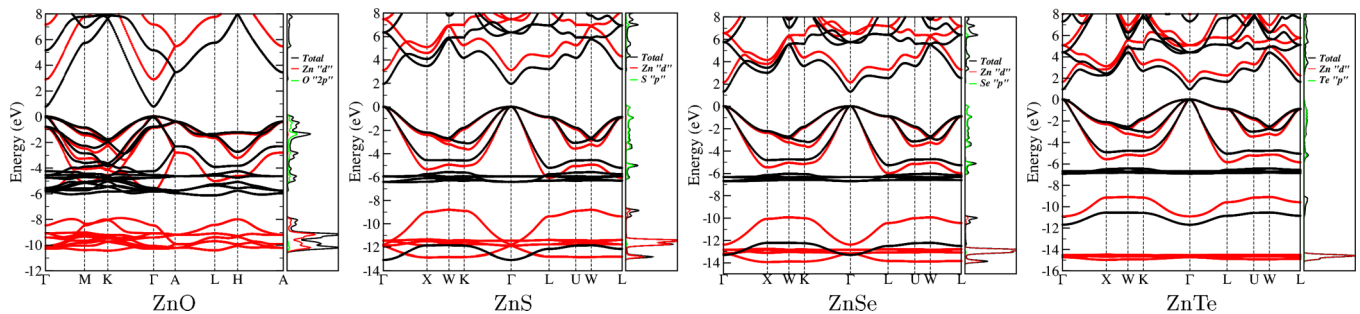 Energy (eV)
8
6
4
2
0
-2
-4
-6
-8
-10
-12
Γ M K Γ A L H A
Total
Zn "d"
O "2p"
ZnO
Energy (eV)
8
6
4
2
0
-2
-4
-6
-8
-10
-12
-14
Γ X W K Γ L U W L
Total
Zn "d"
S "p"
ZnS
Energy (eV)
8
6
4
2
0
-2
-4
-6
-8
-10
-12
-14
Γ X W K Γ L U W L
Total
Zn "d"
Se "p"
ZnSe
Energy (eV)
8
6
4
2
0
-2
-4
-6
-8
-10
-12
-14
-16
Γ X W K Γ L U W L
Total
Zn "d"
Te "p"
ZnTe